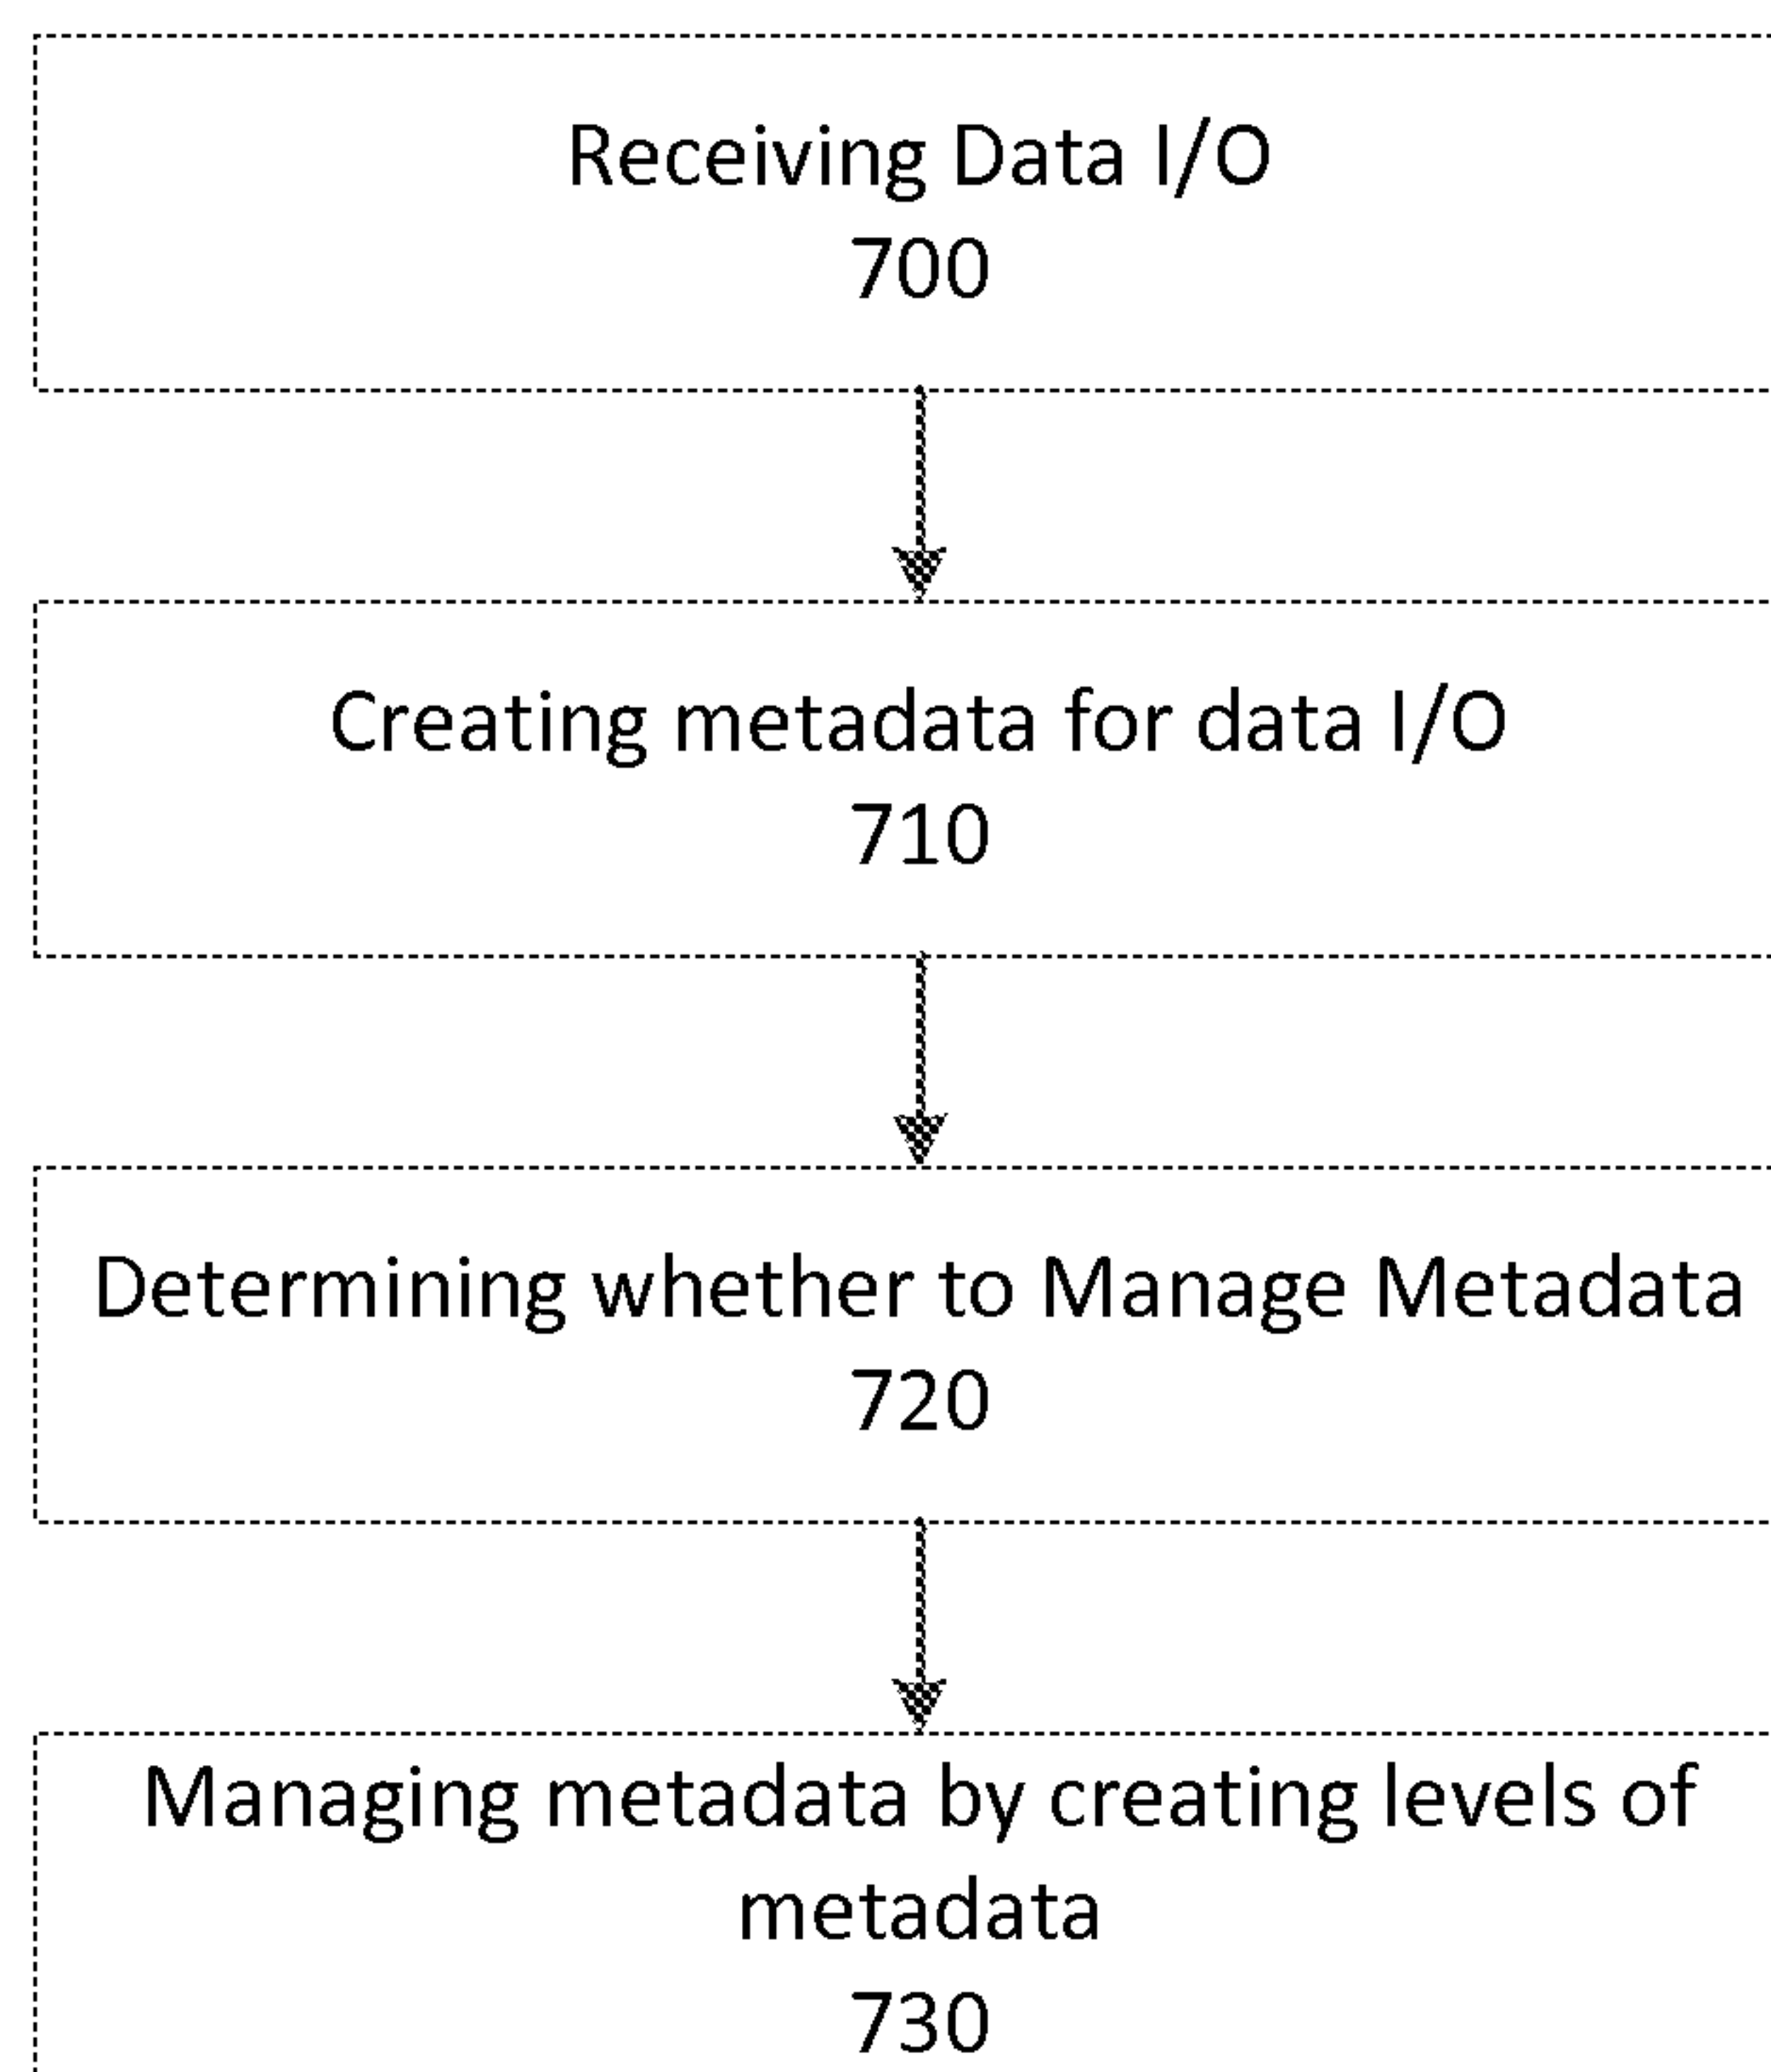 Receiving Data I/O
700
Creating metadata for data I/O
710
Determining whether to Manage Metadata
720
Managing metadata by creating levels of
metadata
730